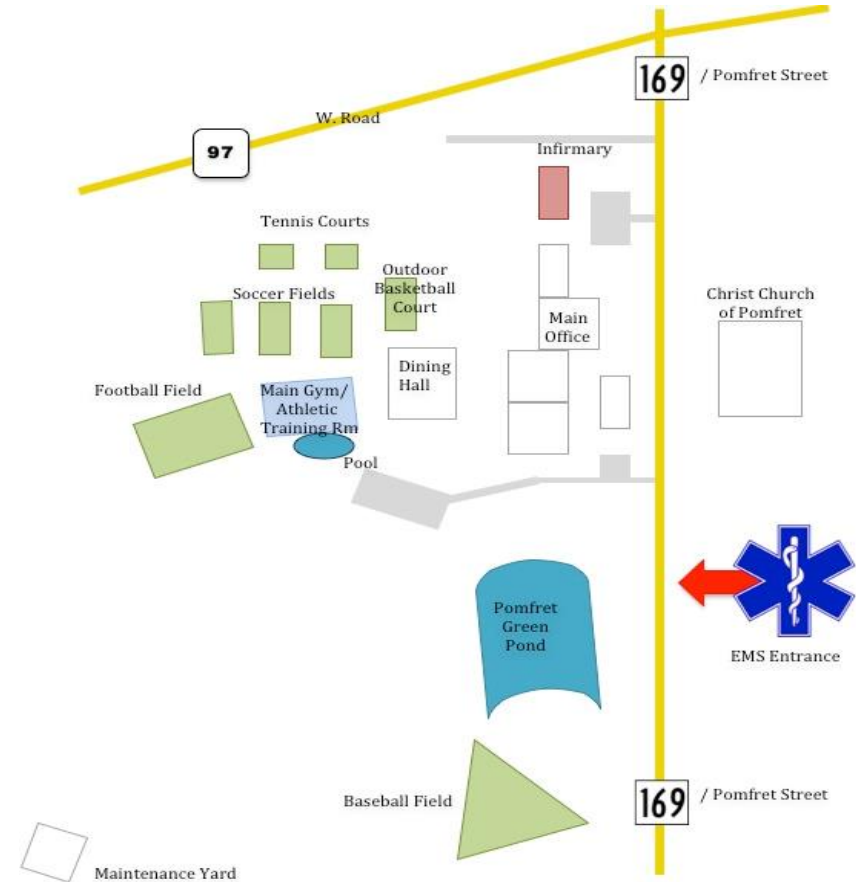 169
/ Pomfret Street
W. Road
97
Infirmary
Tennis Courts
Outdoor
Basketball
Court
Soccer Fields
Christ Church
of Pomfret
Main
Office
Dining
Hall
Football Field
Main Gym/
Athletic
Training Rm
Pool
Pomfret
Green
Pond
EMS Entrance
Baseball Field
169
/ Pomfret Street
Maintenance Yard